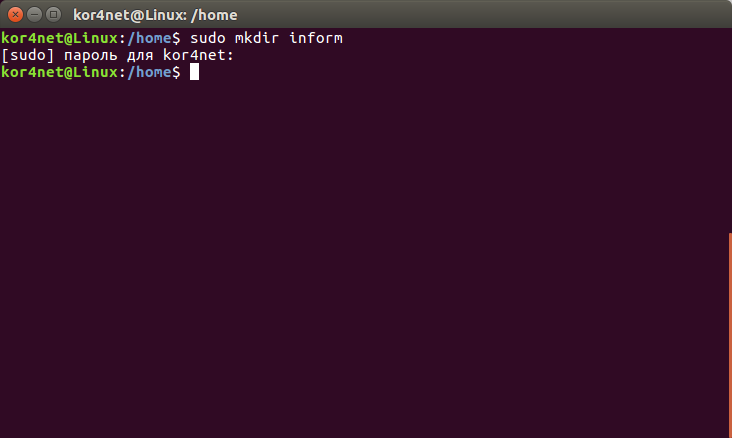 kor4net@Linux: /home
kor4net@Linux:/home$ sudo mkdir inform
[sudo] пароль для kor4net:
kor4net@Linux:/home$